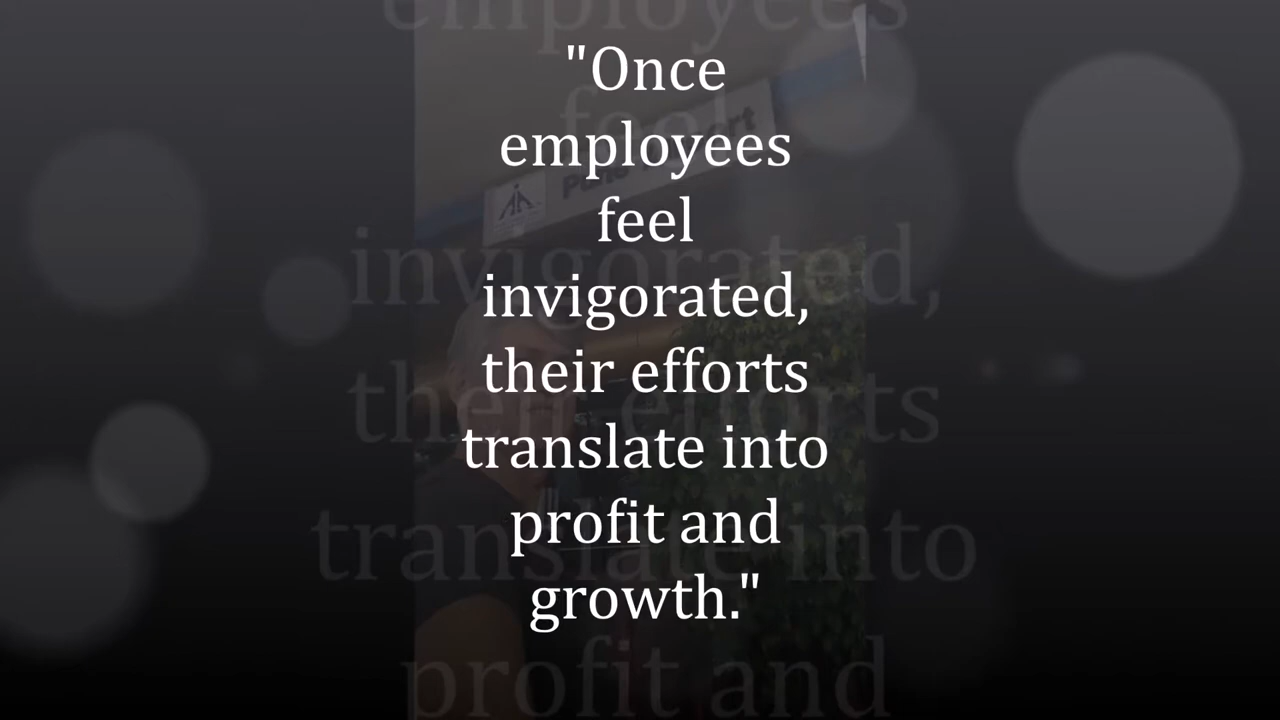 "Once
employees
feel
invigorated,
their efforts
translate into
profit and
growth."